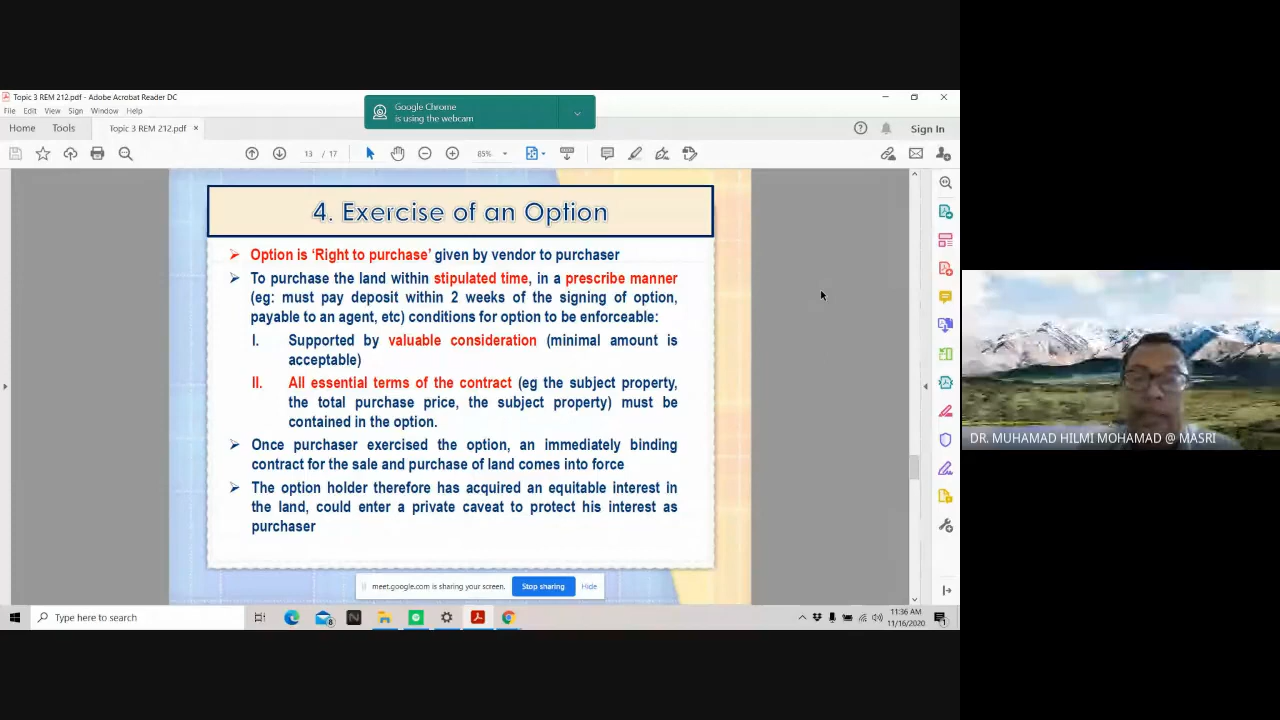 Topic 3 REM 212.pdf - Adobe Acrobat Reader DC
File Edit View Sign Window Help
Google Chrome
is using the webcam
Home Tools Topic 3 REM 212.pdf × Sign In
13 / 17 85%
4. Exercise of an Option
➢ Option is ‘Right to purchase’ given by vendor to purchaser
➢ To purchase the land within stipulated time, in a prescribe manner
(eg: must pay deposit within 2 weeks of the signing of option,
payable to an agent, etc) conditions for option to be enforceable:
I. Supported by valuable consideration (minimal amount is
acceptable)
II. All essential terms of the contract (eg the subject property,
the total purchase price, the subject property) must be
contained in the option.
➢ Once purchaser exercised the option, an immediately binding
contract for the sale and purchase of land comes into force
➢ The option holder therefore has acquired an equitable interest in
the land, could enter a private caveat to protect his interest as
purchaser
DR. MUHAMAD HILMI MOHAMAD @ MASRI
meet.google.com is sharing your screen. Stop sharing Hide
Type here to search
11:36 AM
11/16/2020